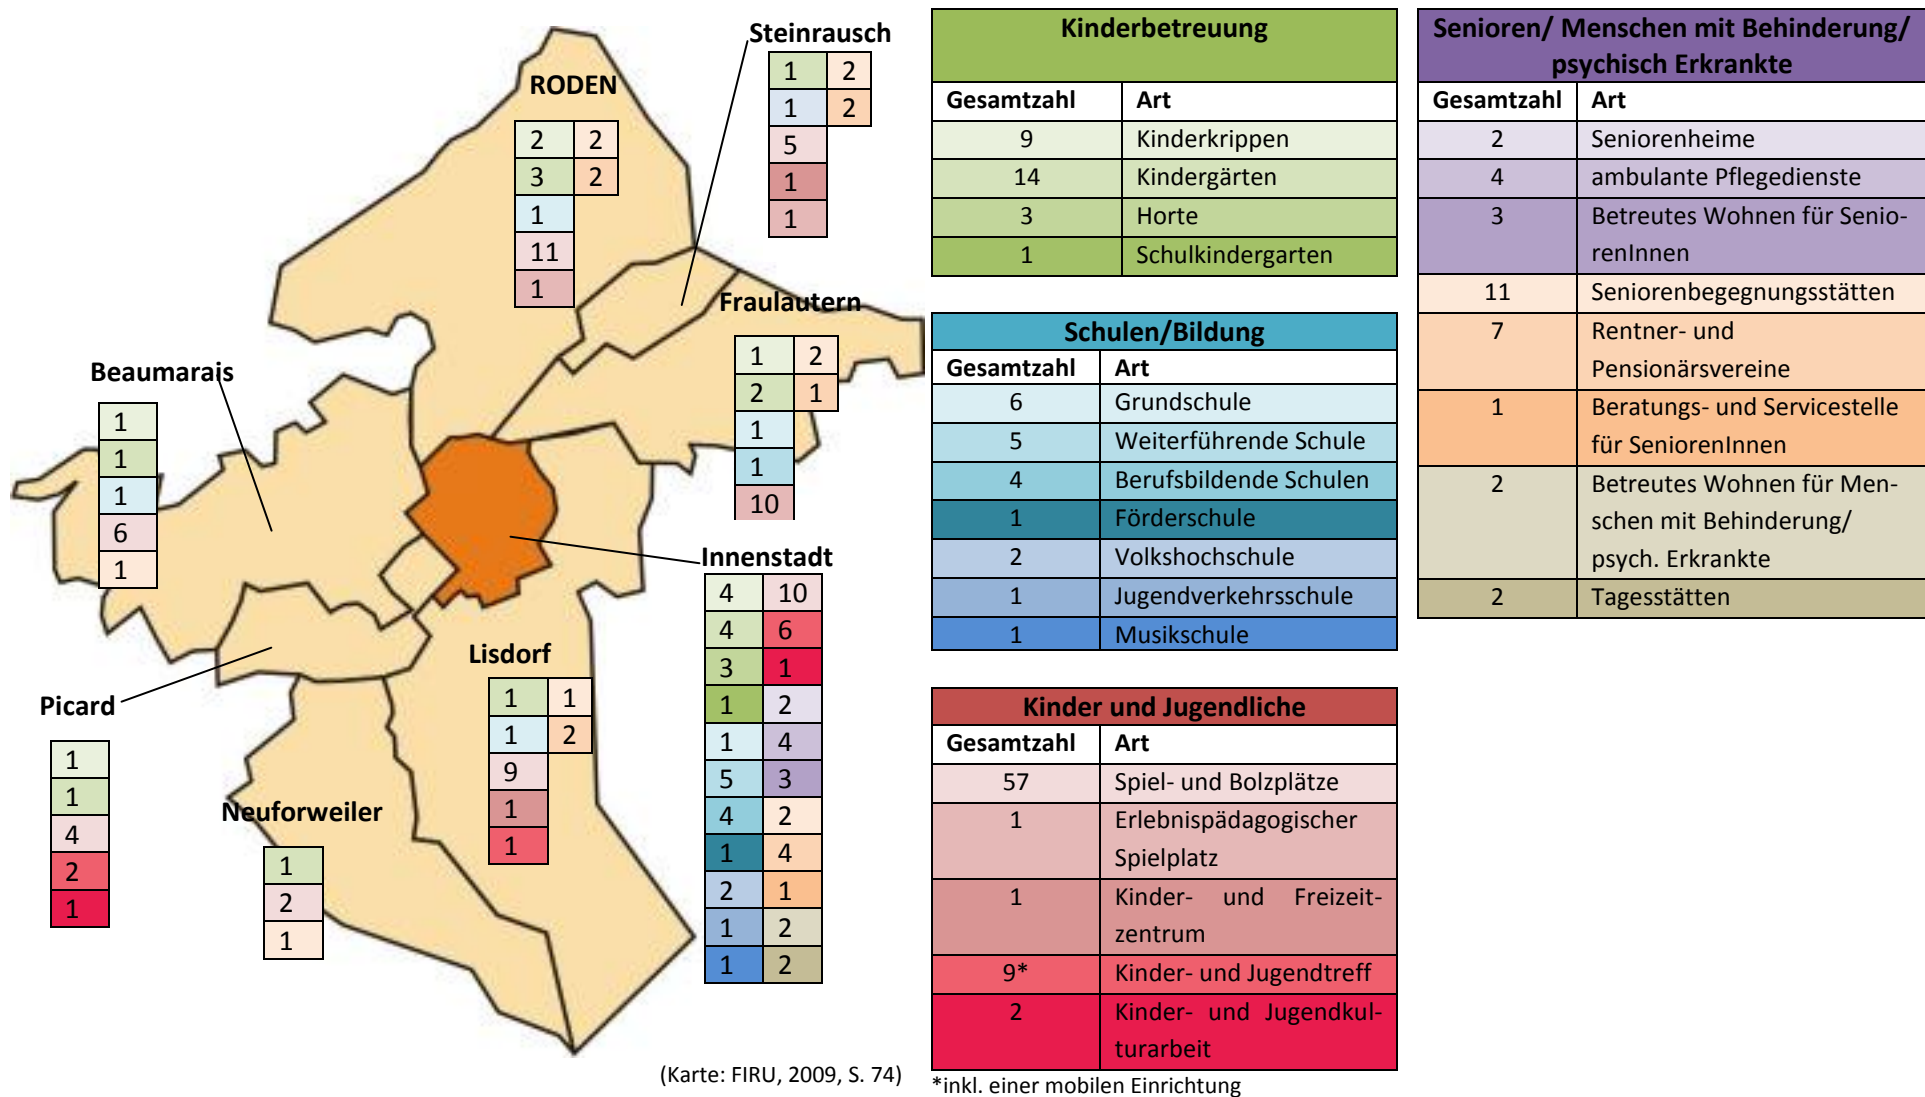 Steinrausch
1 2
1 2
5
1
1
RODEN
2 2
3 2
1
11
1
Fraulautern
1 2
2 1
1
1
10
Beaumarais
1
1
1
6
1
Innenstadt
4 10
4 6
3 1
1 2
1 4
5 3
4 2
1 4
2 1
1 2
1 2
Lisdorf
1 1
1 2
9
1
1
Picard
1
1
4
2
1
Neuforweiler
1
2
1
(Karte: FIRU, 2009, S. 74)
Kinderbetreuung
Gesamtzahl Art
9 Kinderkrippen
14 Kindergärten
3 Horte
1 Schulkindergarten
Schulen/Bildung
Gesamtzahl Art
6 Grundschule
5 Weiterführende Schule
4 Berufsbildende Schulen
1 Förderschule
2 Volkshochschule
1 Jugendverkehrsschule
1 Musikschule
Kinder und Jugendliche
Gesamtzahl Art
57 Spiel- und Bolzplätze
1 Erlebnispädagogischer
Spielplatz
1 Kinder- und Freizeit-
zentrum
9* Kinder- und Jugendtreff
2 Kinder- und Jugendkul-
turarbeit
*inkl. einer mobilen Einrichtung
Senioren/ Menschen mit Behinderung/
psychisch Erkrankte
Gesamtzahl Art
2 Seniorenheime
4 ambulante Pflegedienste
3 Betreutes Wohnen für Senio-
renInnen
11 Seniorenbegegnungsstätten
7 Rentner- und
Pensionärsvereine
1 Beratungs- und Servicestelle
für SeniorenInnen
2 Betreutes Wohnen für Men-
schen mit Behinderung/
psych. Erkrankte
2 Tagesstätten